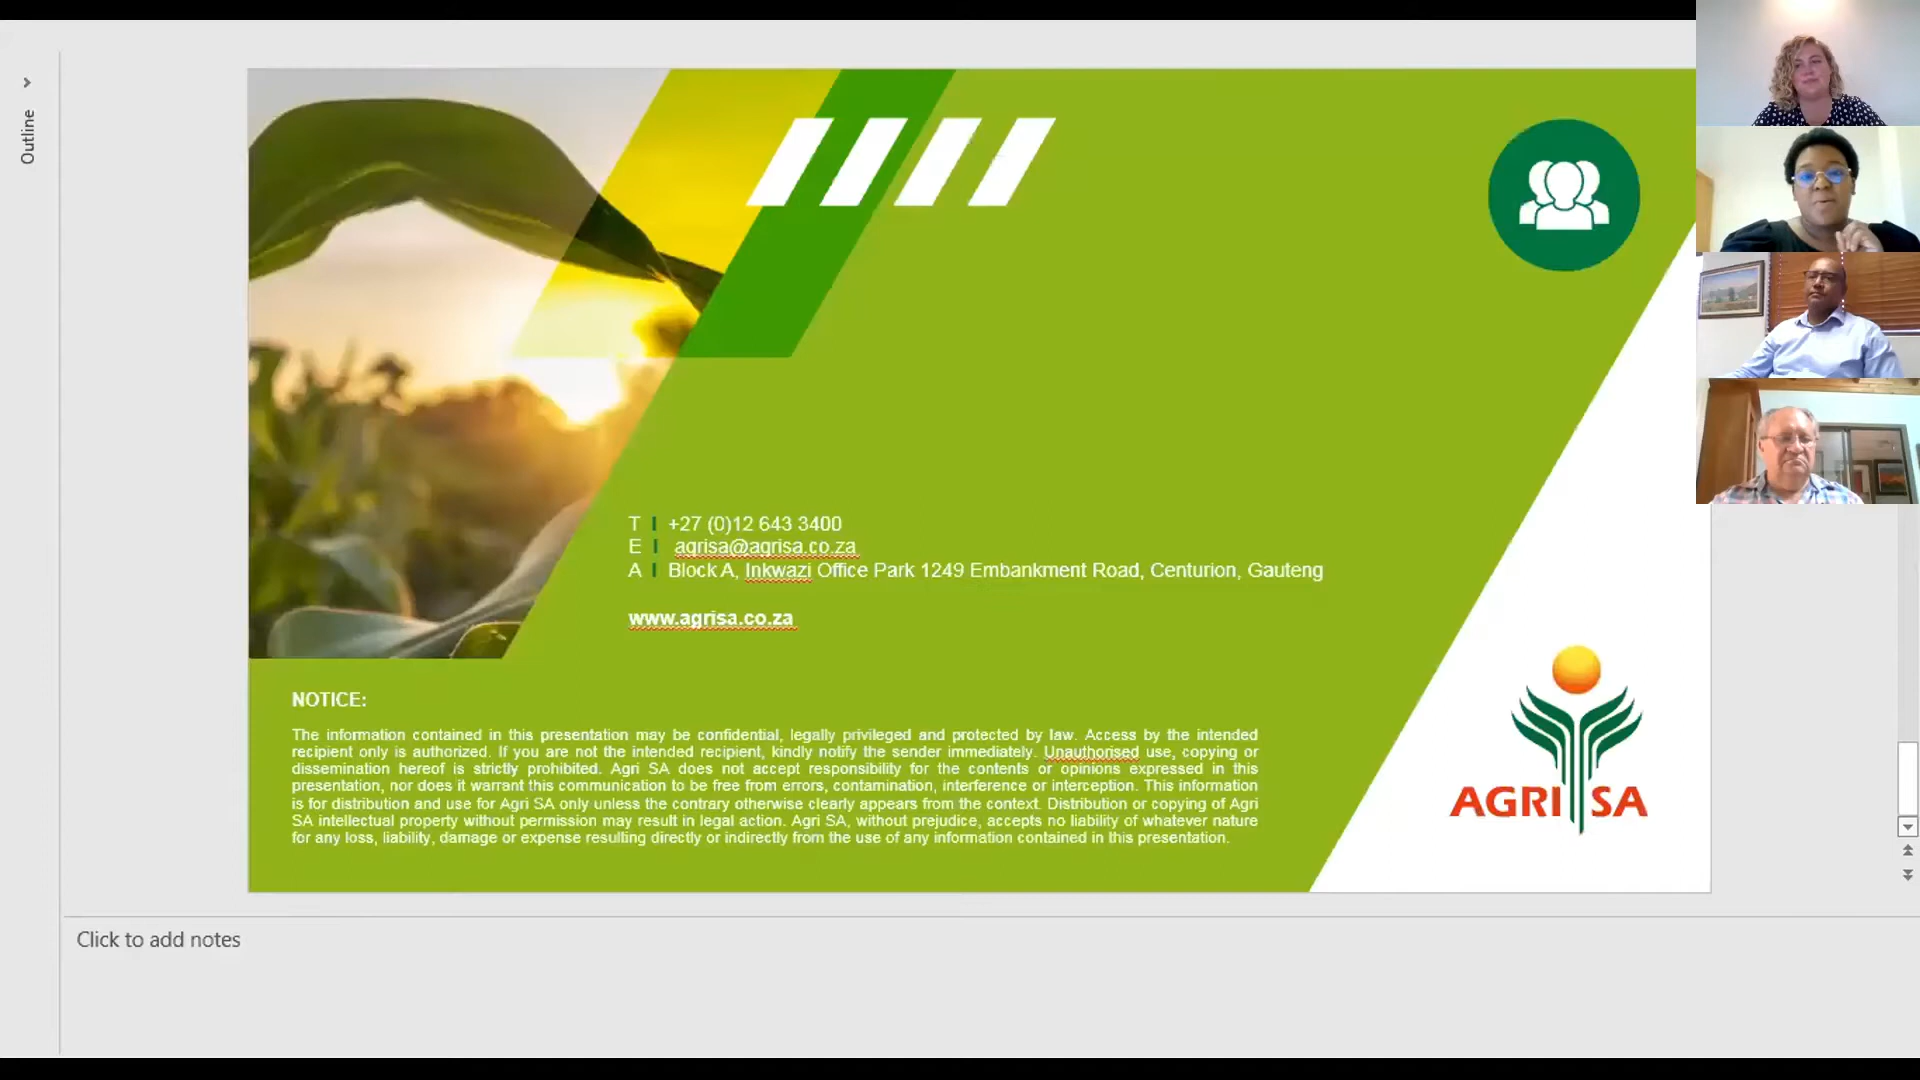 Outline
T | +27 (0)12 643 3400
E | agrisa@agrisa.co.za
A | Block A, Inkwazi Office Park 1249 Embankment Road, Centurion, Gauteng
www.agrisa.co.za
NOTICE:
The information contained in this presentation may be confidential, legally privileged and protected by law. Access by the intended
recipient only is authorized. If you are not the intended recipient, kindly notify the sender immediately. Unauthorised use, copying or
dissemination hereof is strictly prohibited. Agri SA does not accept responsibility for the contents or opinions expressed in this
presentation, nor does it warrant this communication to be free from errors, contamination, interference or interception. This information
is for distribution and use for Agri SA only unless the contrary otherwise clearly appears from the context. Distribution or copying of Agri
SA intellectual property without permission may result in legal action. Agri SA, without prejudice, accepts no liability of whatever nature
for any loss, liability, damage or expense resulting directly or indirectly from the use of any information contained in this presentation.
AGRI SA
Click to add notes